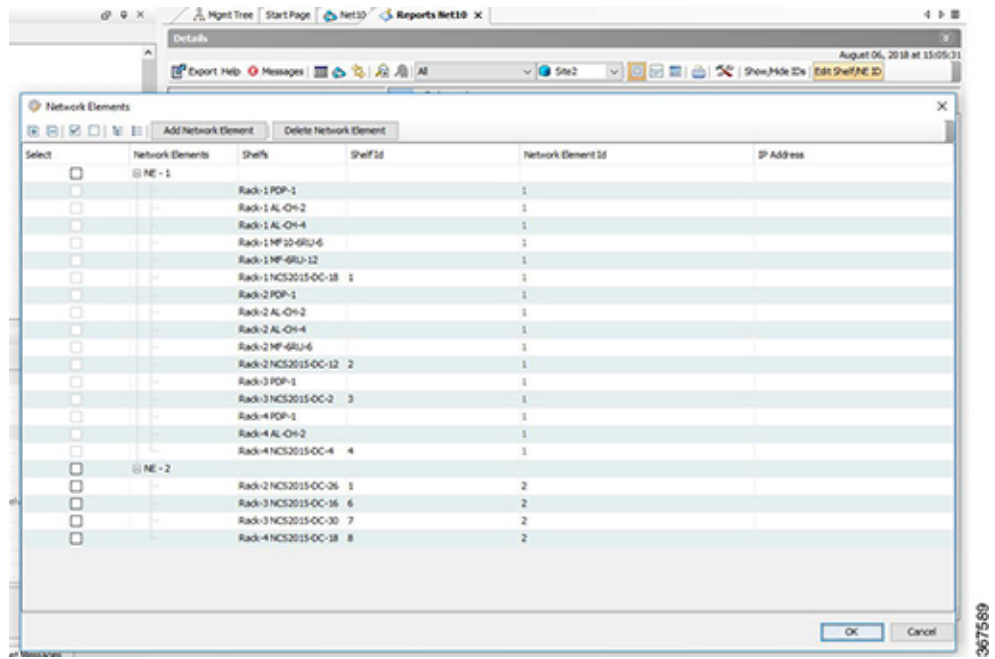 Mgmt Tree Start Page Net10 Reports Net10
Details
August 06, 2018 at 15:05:31
Export Help Messages All Site2 Show/Hide IDs Edit Shelf/NE ID
Network Elements
Add Network Element Delete Network Element
Select Network Elements Shelfs Shelf Id Network Element Id IP Address
NE - 1
Rack-1 PDP-1 1
Rack-1 AL-CH-2 1
Rack-1 AL-CH-4 1
Rack-1 MF10-6RU-6 1
Rack-1 MF-6RU-12 1
Rack-1 NCS2015-DC-18 1 1
Rack-2 PDP-1 1
Rack-2 AL-CH-2 1
Rack-2 AL-CH-4 1
Rack-2 MF-6RU-6 1
Rack-2 NCS2015-DC-12 2 1
Rack-3 PDP-1 1
Rack-3 NCS2015-DC-2 3 1
Rack-4 PDP-1 1
Rack-4 AL-CH-2 1
Rack-4 NCS2015-DC-4 4 1
NE - 2
Rack-2 NCS2015-DC-26 1 2
Rack-3 NCS2015-DC-16 6 2
Rack-3 NCS2015-DC-30 7 2
Rack-4 NCS2015-DC-18 8 2
OK Cancel
Messages
367589